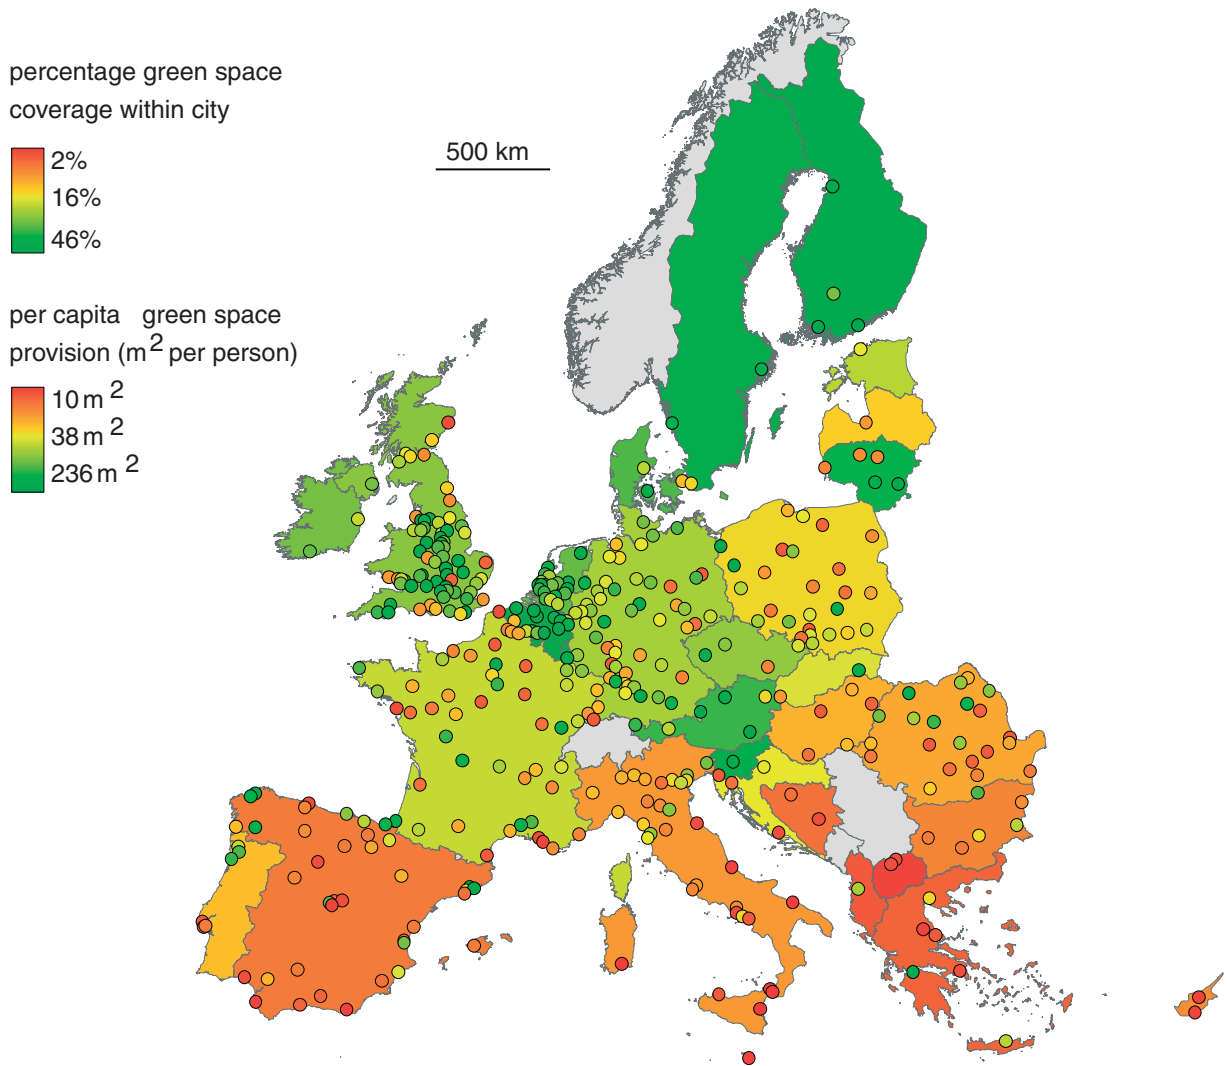 percentage green space
coverage within city
2%
16%
46%
500 km
per capita green space
provision (m² per person)
10 m²
38 m²
236 m²